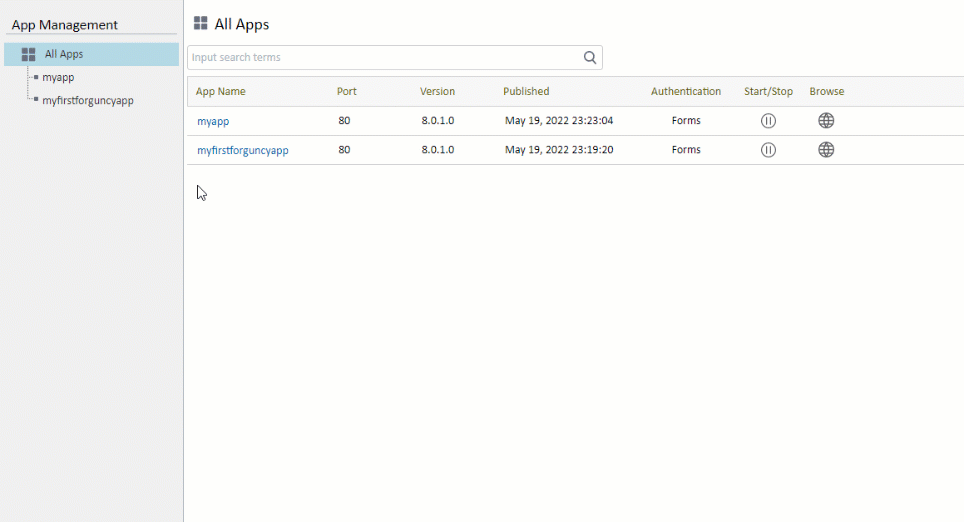 App Management
All Apps
myapp
myfirstforguncyapp
All Apps
Input search terms
App Name Port Version Published Authentication Start/Stop Browse
myapp 80 8.0.1.0 May 19, 2022 23:23:04 Forms
myfirstforguncyapp 80 8.0.1.0 May 19, 2022 23:19:20 Forms